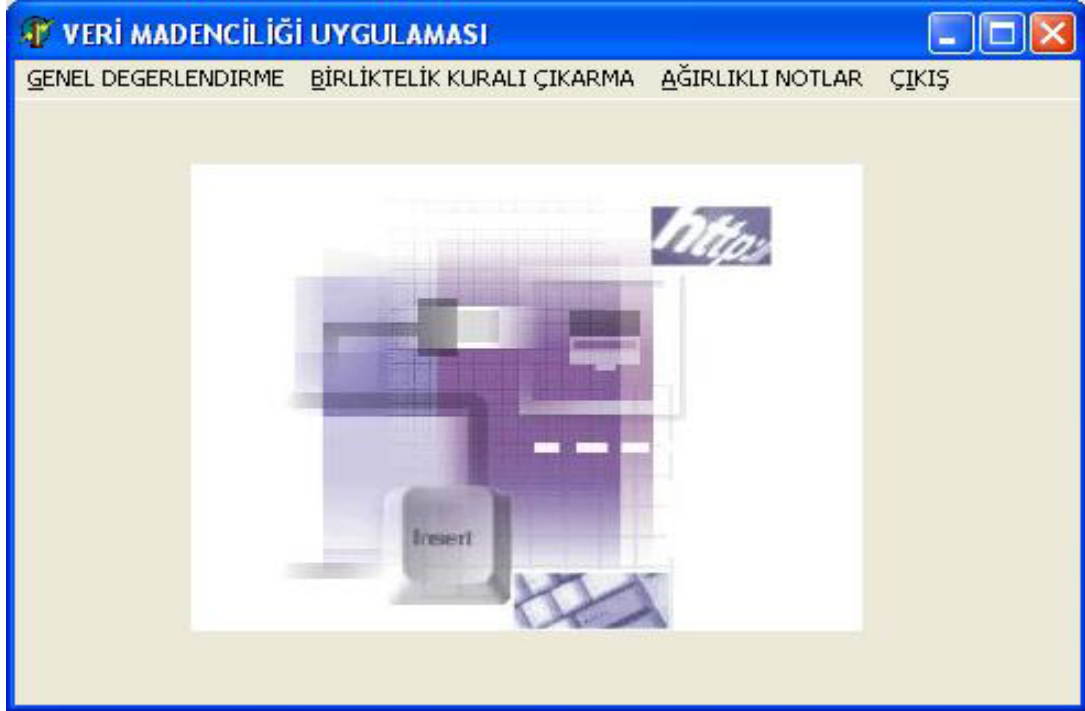 VERİ MADENCİLİĞİ UYGULAMASI
GENEL DEGERLENDIRME BİRLİKTELİK KURALI ÇIKARMA AĞIRLIKLI NOTLAR ÇIKIŞ
http:/
Insert